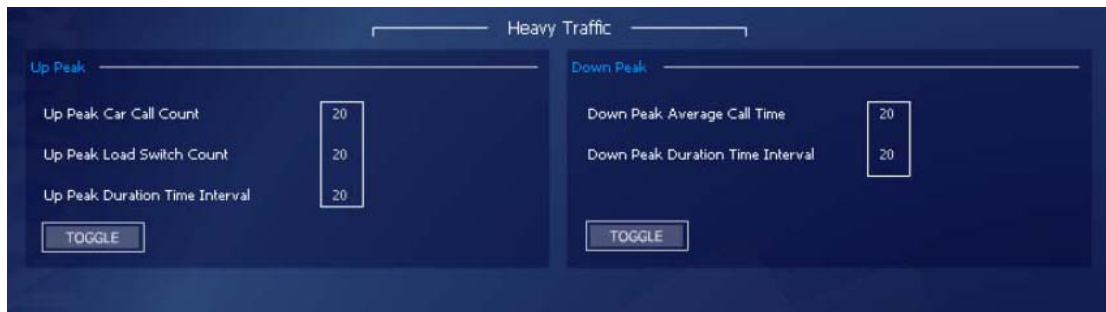 Heavy Traffic
Up Peak
Up Peak Car Call Count 20
Up Peak Load Switch Count 20
Up Peak Duration Time Interval 20
TOGGLE
Down Peak
Down Peak Average Call Time 20
Down Peak Duration Time Interval 20
TOGGLE